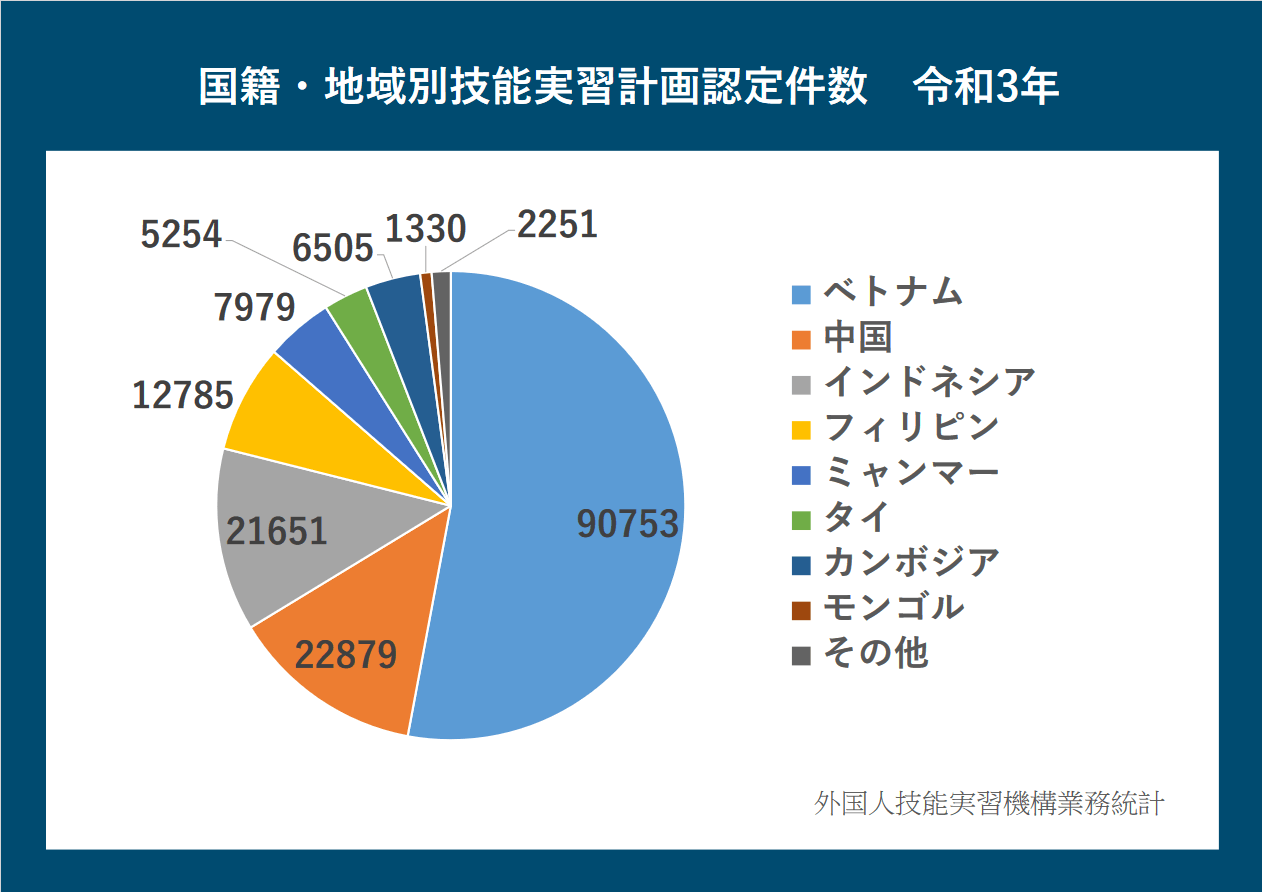 国籍・地域別技能実習計画認定件数　令和3年
5254
6505
1330
2251
7979
12785
21651
22879
90753
ベトナム
中国
インドネシア
フィリピン
ミャンマー
タイ
カンボジア
モンゴル
その他
外国人技能実習機構業務統計